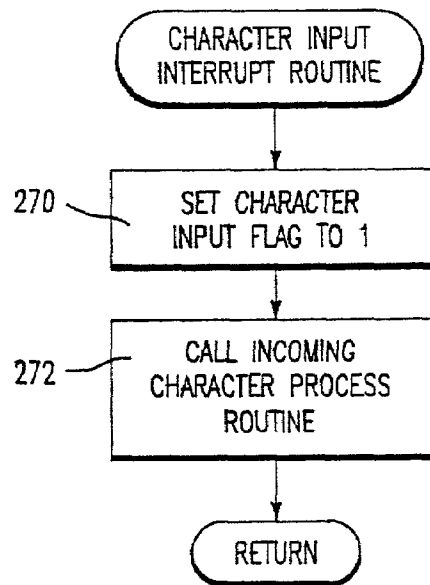 CHARACTER INPUT
INTERRUPT ROUTINE
270
SET CHARACTER
INPUT FLAG TO 1
272
CALL INCOMING
CHARACTER PROCESS
ROUTINE
RETURN